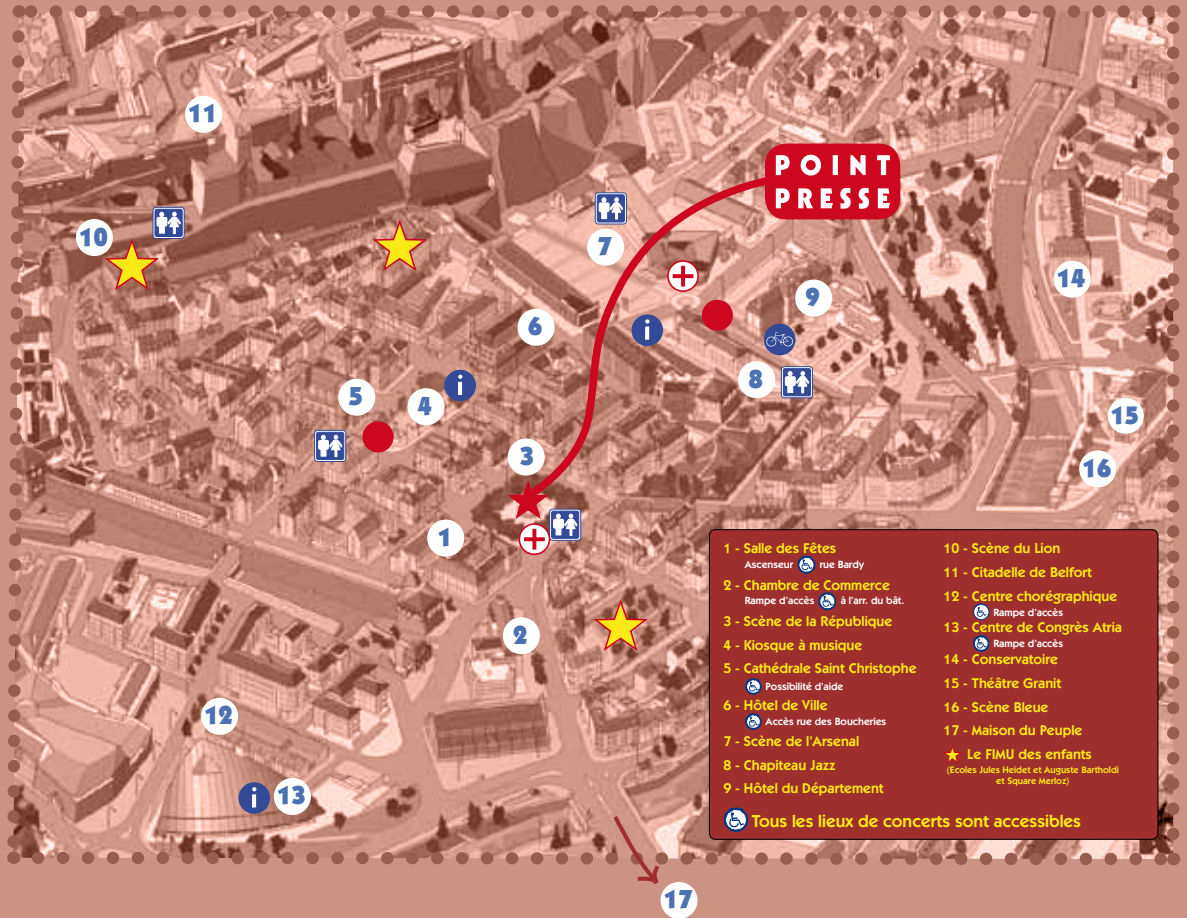 11
POINT
PRESSE
10
7
14
9
6
i
8
5
4
i
15
3
16
1
2
12
i
13
17
1 - Salle des Fêtes
Ascenseur rue Bardy
2 - Chambre de Commerce
Rampe d'accès à l'arr. du bât.
3 - Scène de la République
4 - Kiosque à musique
5 - Cathédrale Saint Christophe
Possibilité d'aide
6 - Hôtel de Ville
Accès rue des Boucheries
7 - Scène de l'Arsenal
8 - Chapiteau Jazz
9 - Hôtel du Département
10 - Scène du Lion
11 - Citadelle de Belfort
12 - Centre chorégraphique
Rampe d'accès
13 - Centre de Congrès Atria
Rampe d'accès
14 - Conservatoire
15 - Théâtre Granit
16 - Scène Bleue
17 - Maison du Peuple
Le FIMU des enfants
(Ecoles Jules Heidet et Auguste Bartholdi
et Square Merloz)
Tous les lieux de concerts sont accessibles